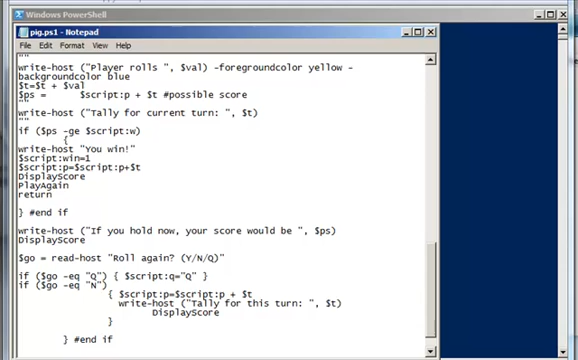 Windows PowerShell
pig.ps1 - Notepad
File Edit Format View Help
""
write-host ("Player rolls ", $val) -foregroundcolor yellow -
backgroundcolor blue
$t=$t + $val
$ps = $script:p + $t #possible score
""
write-host ("Tally for current turn: ", $t)
""
if ($ps -ge $script:w)
{
write-host "You win!"
$script:win=1
$script:p=$script:p+$t
DisplayScore
PlayAgain
return
} #end if
write-host ("If you hold now, your score would be ", $ps)
DisplayScore
$go = read-host "Roll again? (Y/N/Q)"
if ($go -eq "Q") { $script:q="Q" }
if ($go -eq "N")
{ $script:p=$script:p + $t
write-host ("Tally for this turn: ", $t)
DisplayScore
}
} #end if